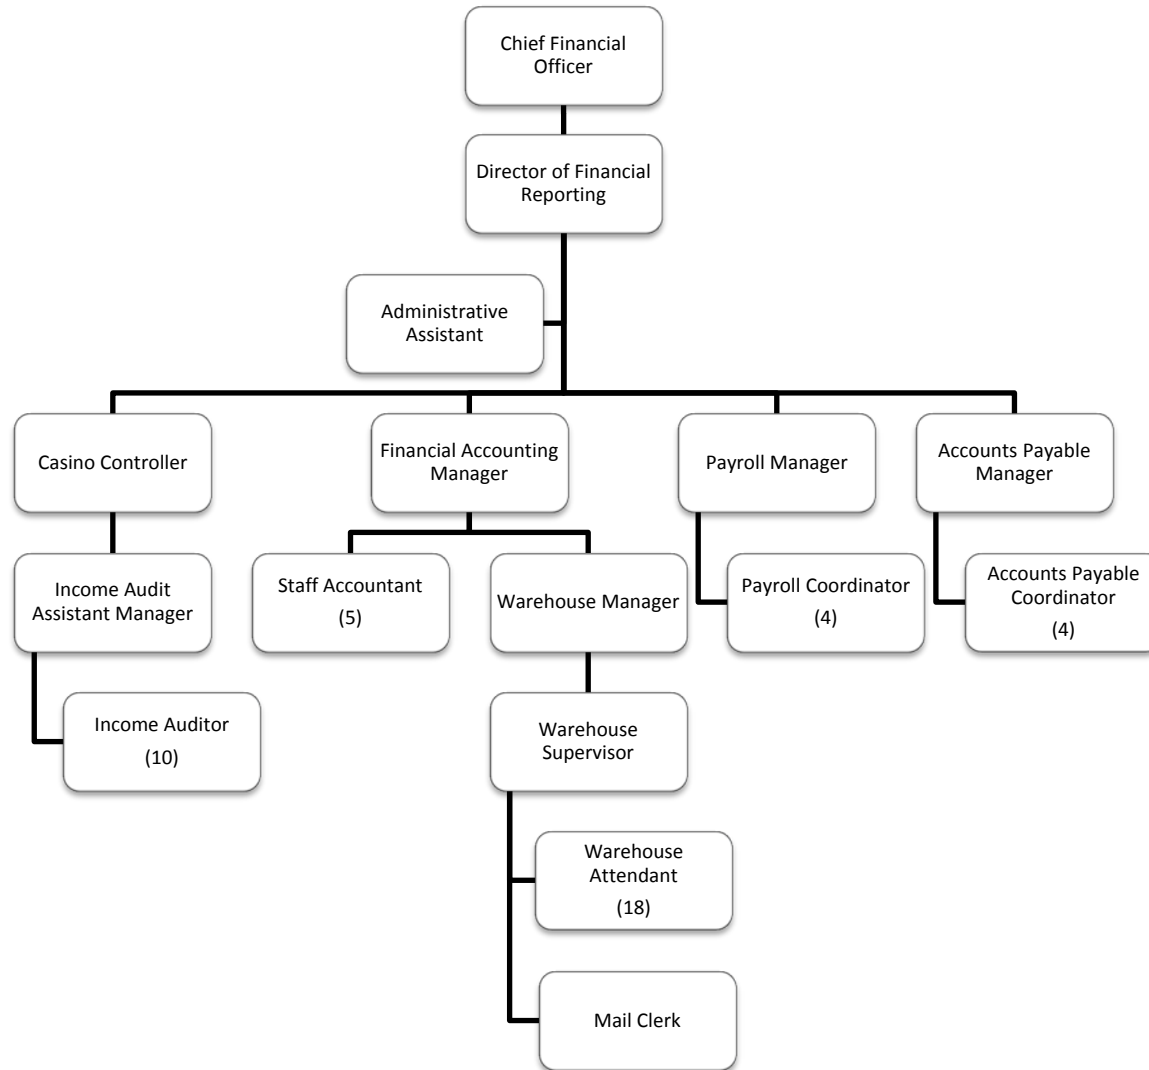 Chief Financial
Officer
Director of Financial
Reporting
Administrative
Assistant
Casino Controller
Financial Accounting
Manager
Payroll Manager
Accounts Payable
Manager
Income Audit
Assistant Manager
Staff Accountant
(5)
Warehouse Manager
Payroll Coordinator
(4)
Accounts Payable
Coordinator
(4)
Income Auditor
(10)
Warehouse
Supervisor
Warehouse
Attendant
(18)
Mail Clerk